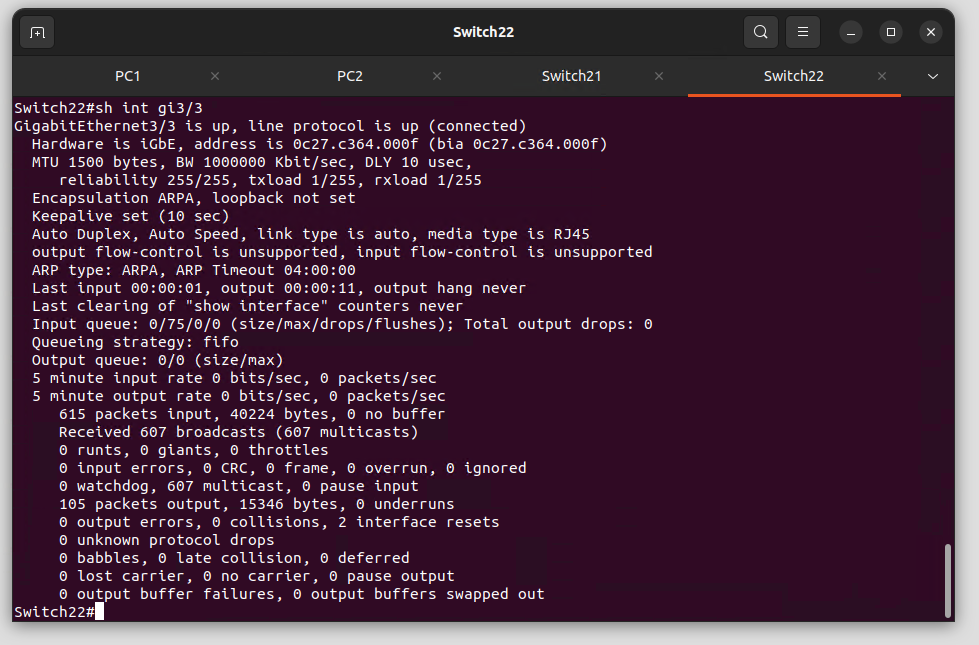 Switch22
PC1 × PC2 × Switch21 × Switch22 ×
Switch22#sh int gi3/3
GigabitEthernet3/3 is up, line protocol is up (connected)
Hardware is iGbE, address is 0c27.c364.000f (bia 0c27.c364.000f)
MTU 1500 bytes, BW 1000000 Kbit/sec, DLY 10 usec,
reliability 255/255, txload 1/255, rxload 1/255
Encapsulation ARPA, loopback not set
Keepalive set (10 sec)
Auto Duplex, Auto Speed, link type is auto, media type is RJ45
output flow-control is unsupported, input flow-control is unsupported
ARP type: ARPA, ARP Timeout 04:00:00
Last input 00:00:01, output 00:00:11, output hang never
Last clearing of "show interface" counters never
Input queue: 0/75/0/0 (size/max/drops/flushes); Total output drops: 0
Queueing strategy: fifo
Output queue: 0/0 (size/max)
5 minute input rate 0 bits/sec, 0 packets/sec
5 minute output rate 0 bits/sec, 0 packets/sec
615 packets input, 40224 bytes, 0 no buffer
Received 607 broadcasts (607 multicasts)
0 runts, 0 giants, 0 throttles
0 input errors, 0 CRC, 0 frame, 0 overrun, 0 ignored
0 watchdog, 607 multicast, 0 pause input
105 packets output, 15346 bytes, 0 underruns
0 output errors, 0 collisions, 2 interface resets
0 unknown protocol drops
0 babbles, 0 late collision, 0 deferred
0 lost carrier, 0 no carrier, 0 pause output
0 output buffer failures, 0 output buffers swapped out
Switch22#